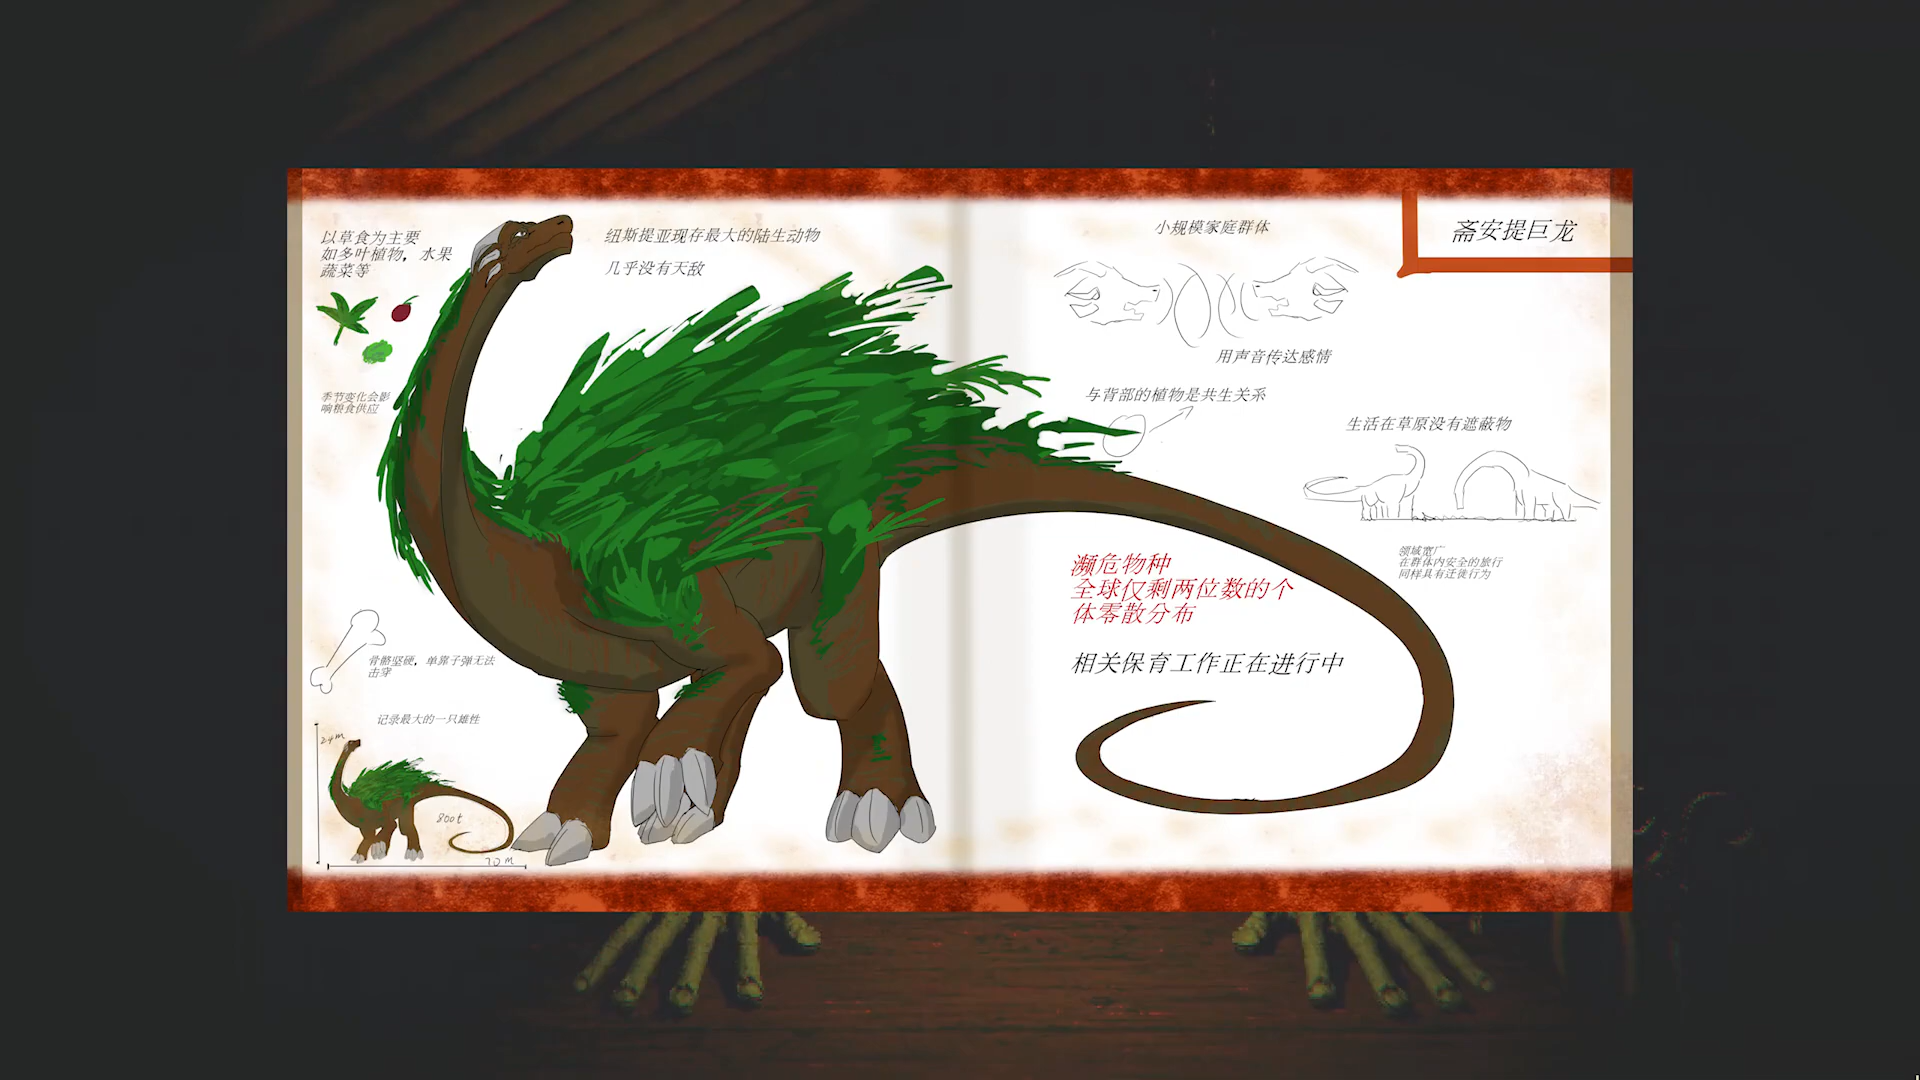 以草食为主要
如多叶植物，水果
蔬菜等
季节变化会影
响粮食供应
纽斯提亚现存最大的陆生动物
几乎没有天敌
骨骼坚硬，单靠子弹无法
击穿
记录最大的一只雄性
24m
800t
70m
小规模家庭群体
斋安提巨龙
用声音传达感情
与背部的植物是共生关系
生活在草原没有遮蔽物
领域宽广
在群体内安全的旅行
同样具有迁徙行为
濒危物种
全球仅剩两位数的个
体零散分布
相关保育工作正在进行中